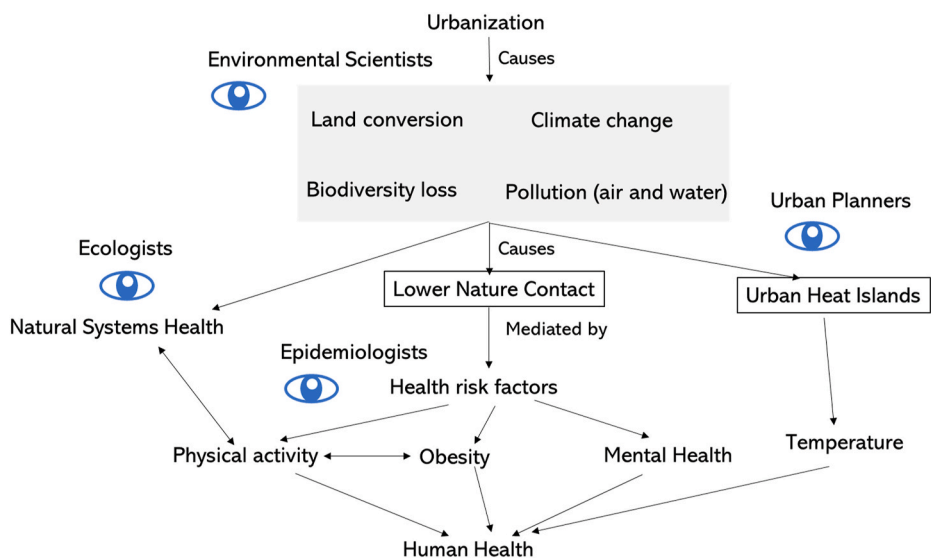 Urbanization
Environmental Scientists
Causes
Land conversion
Climate change
Biodiversity loss
Pollution (air and water)
Urban Planners
Ecologists
Causes
Lower Nature Contact
Urban Heat Islands
Natural Systems Health
Mediated by
Epidemiologists
Health risk factors
Physical activity
Obesity
Mental Health
Temperature
Human Health